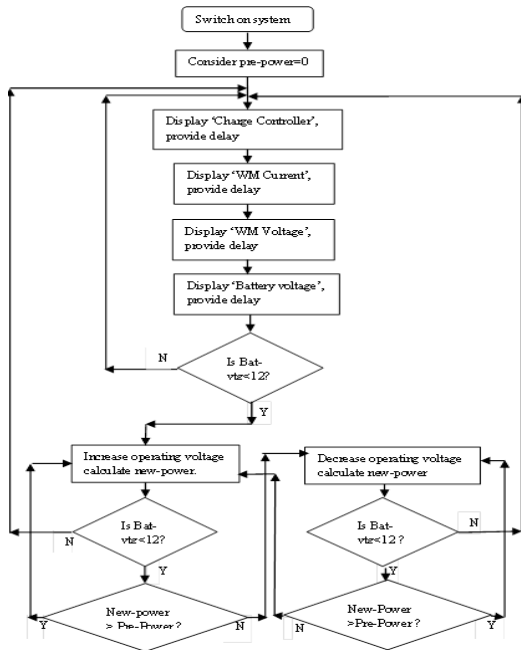 Switch on system
Consider pre-power=0
Display 'Charge Controller',
provide delay
Display 'WM Current',
provide delay
Display 'WM Voltage',
provide delay
Display 'Battery voltage',
provide delay
N
Is Bat-
vtg<12?
Y
Increase operating voltage
calculate new-power.
Decrease operating voltage
calculate new-power
Is Bat-
vtg<12?
N
Y
Is Bat-
vtg<12 ?
N
Y
New-power
> Pre-Power ?
Y
N
New-Power
>Pre-Power ?
N
Y